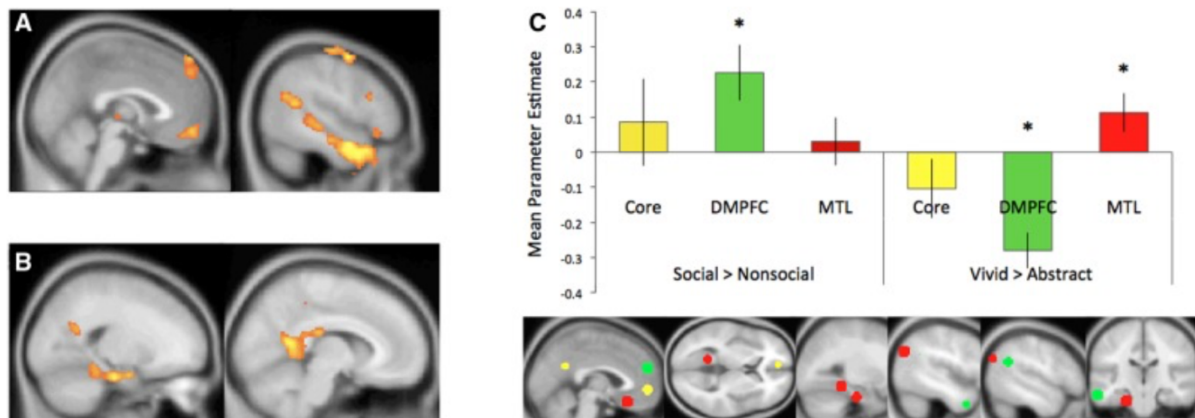 A
B
C
Mean Parameter Estimate
0.4
0.3
0.2
0.1
0
-0.1
-0.2
-0.3
-0.4
*
*
*
Core DMPFC MTL Core DMPFC MTL
Social > Nonsocial Vivid > Abstract